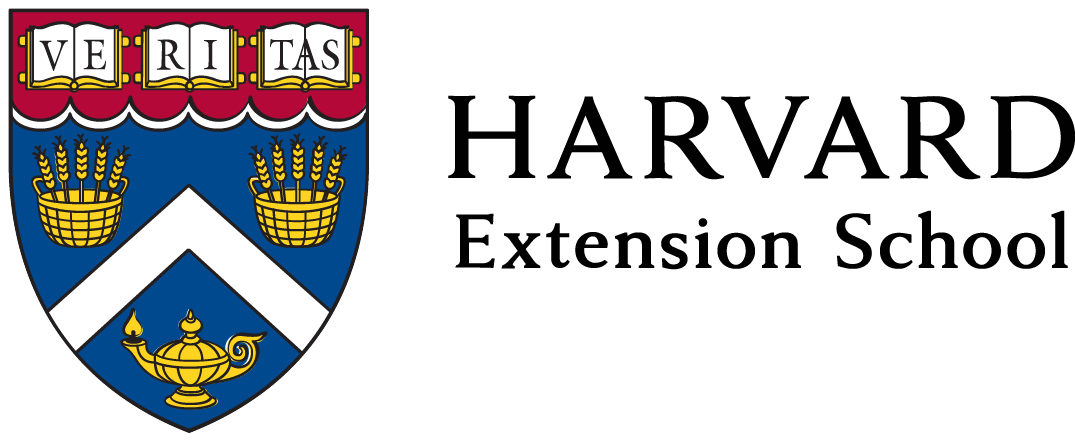 VE RI TAS
HARVARD
Extension School